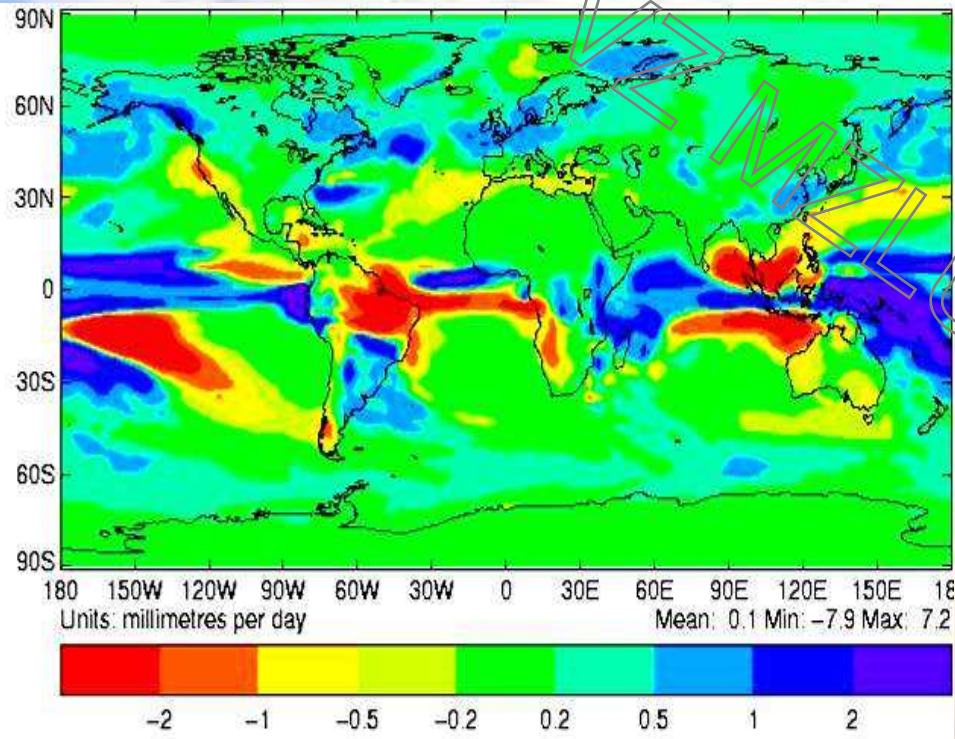 90N
60N
30N
0
30S
60S
90S
180 150W 120W 90W 60W 30W 0 30E 60E 90E 120E 150E
Units: millimetres per day Mean: 0.1 Min: −7.9 Max: 7.2
−2 −1 −0.5 −0.2 0.2 0.5 1 2